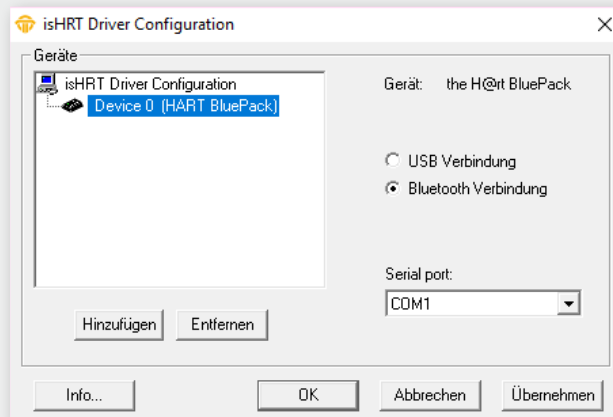 isHRT Driver Configuration
Geräte
isHRT Driver Configuration
Device 0 (HART BluePack)
Gerät: the H@rt BluePack
USB Verbindung
Bluetooth Verbindung
Serial port:
COM1
Hinzufügen Entfernen
Info... OK Abbrechen Übernehmen